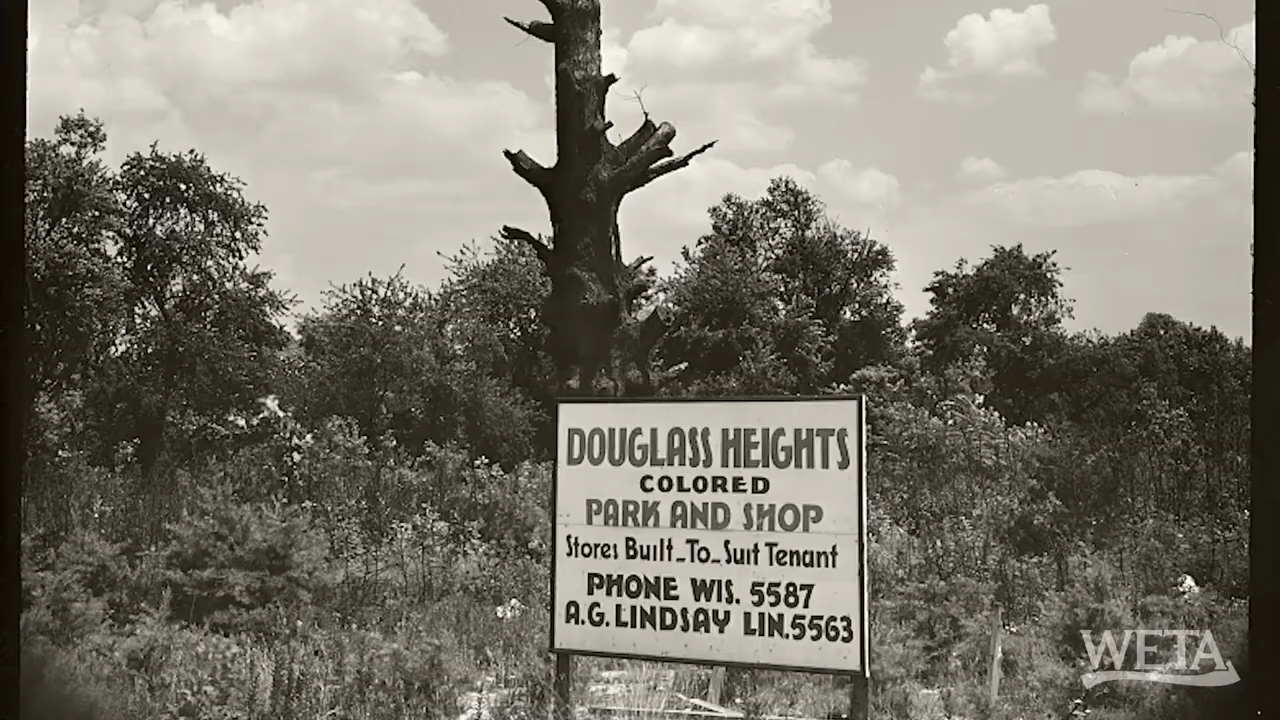 DOUGLASS HEIGHTS
COLORED
PARK AND SHOP
Stores Built_To_Suit Tenant
PHONE WIS. 5587
A.G. LINDSAY LIN.5563
WETA